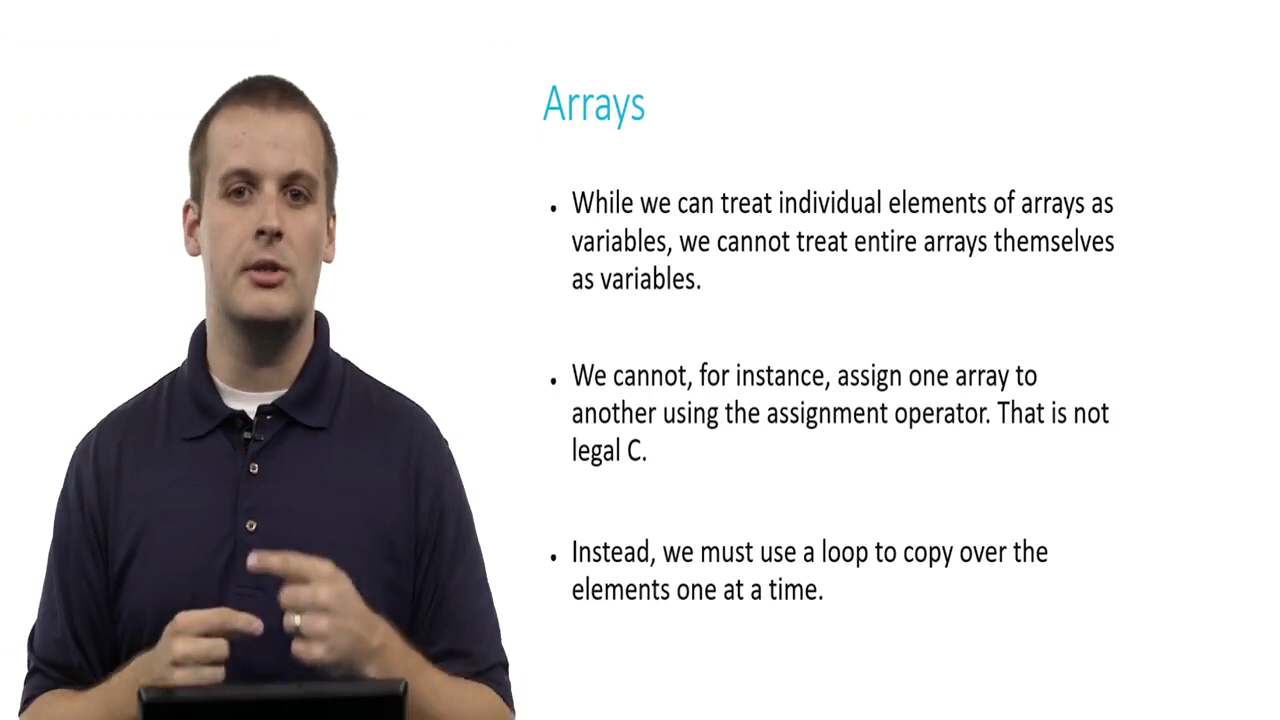 Arrays
• While we can treat individual elements of arrays as
variables, we cannot treat entire arrays themselves
as variables.
• We cannot, for instance, assign one array to
another using the assignment operator. That is not
legal C.
• Instead, we must use a loop to copy over the
elements one at a time.